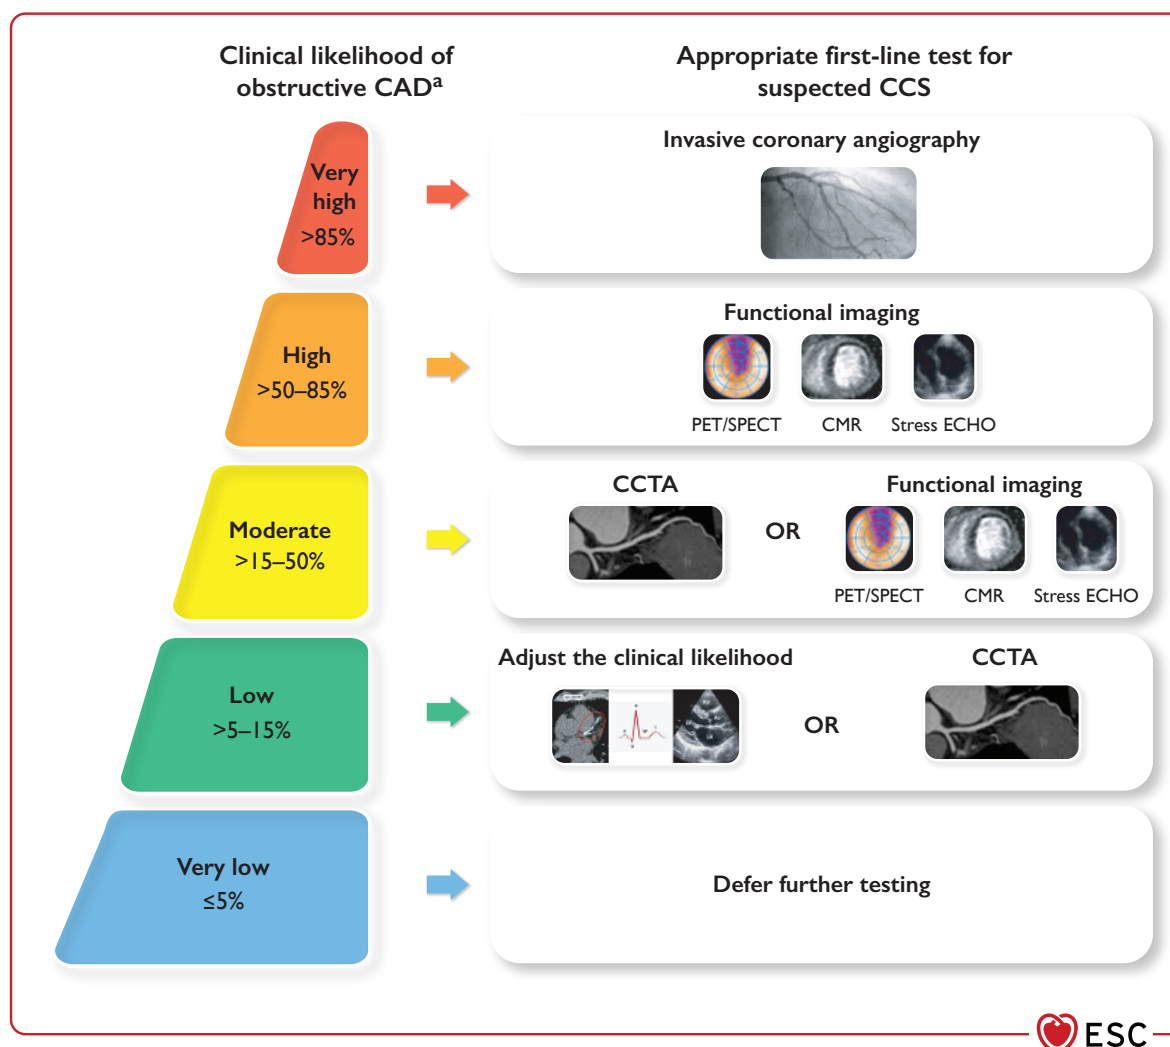 Clinical likelihood of
obstructive CADa
Appropriate first-line test for
suspected CCS
Very
high
>85%
Invasive coronary angiography
High
>50–85%
Functional imaging
PET/SPECT
CMR
Stress ECHO
Moderate
>15–50%
CCTA
OR
Functional imaging
PET/SPECT
CMR
Stress ECHO
Low
>5–15%
Adjust the clinical likelihood
OR
CCTA
Very low
≤5%
Defer further testing
ESC